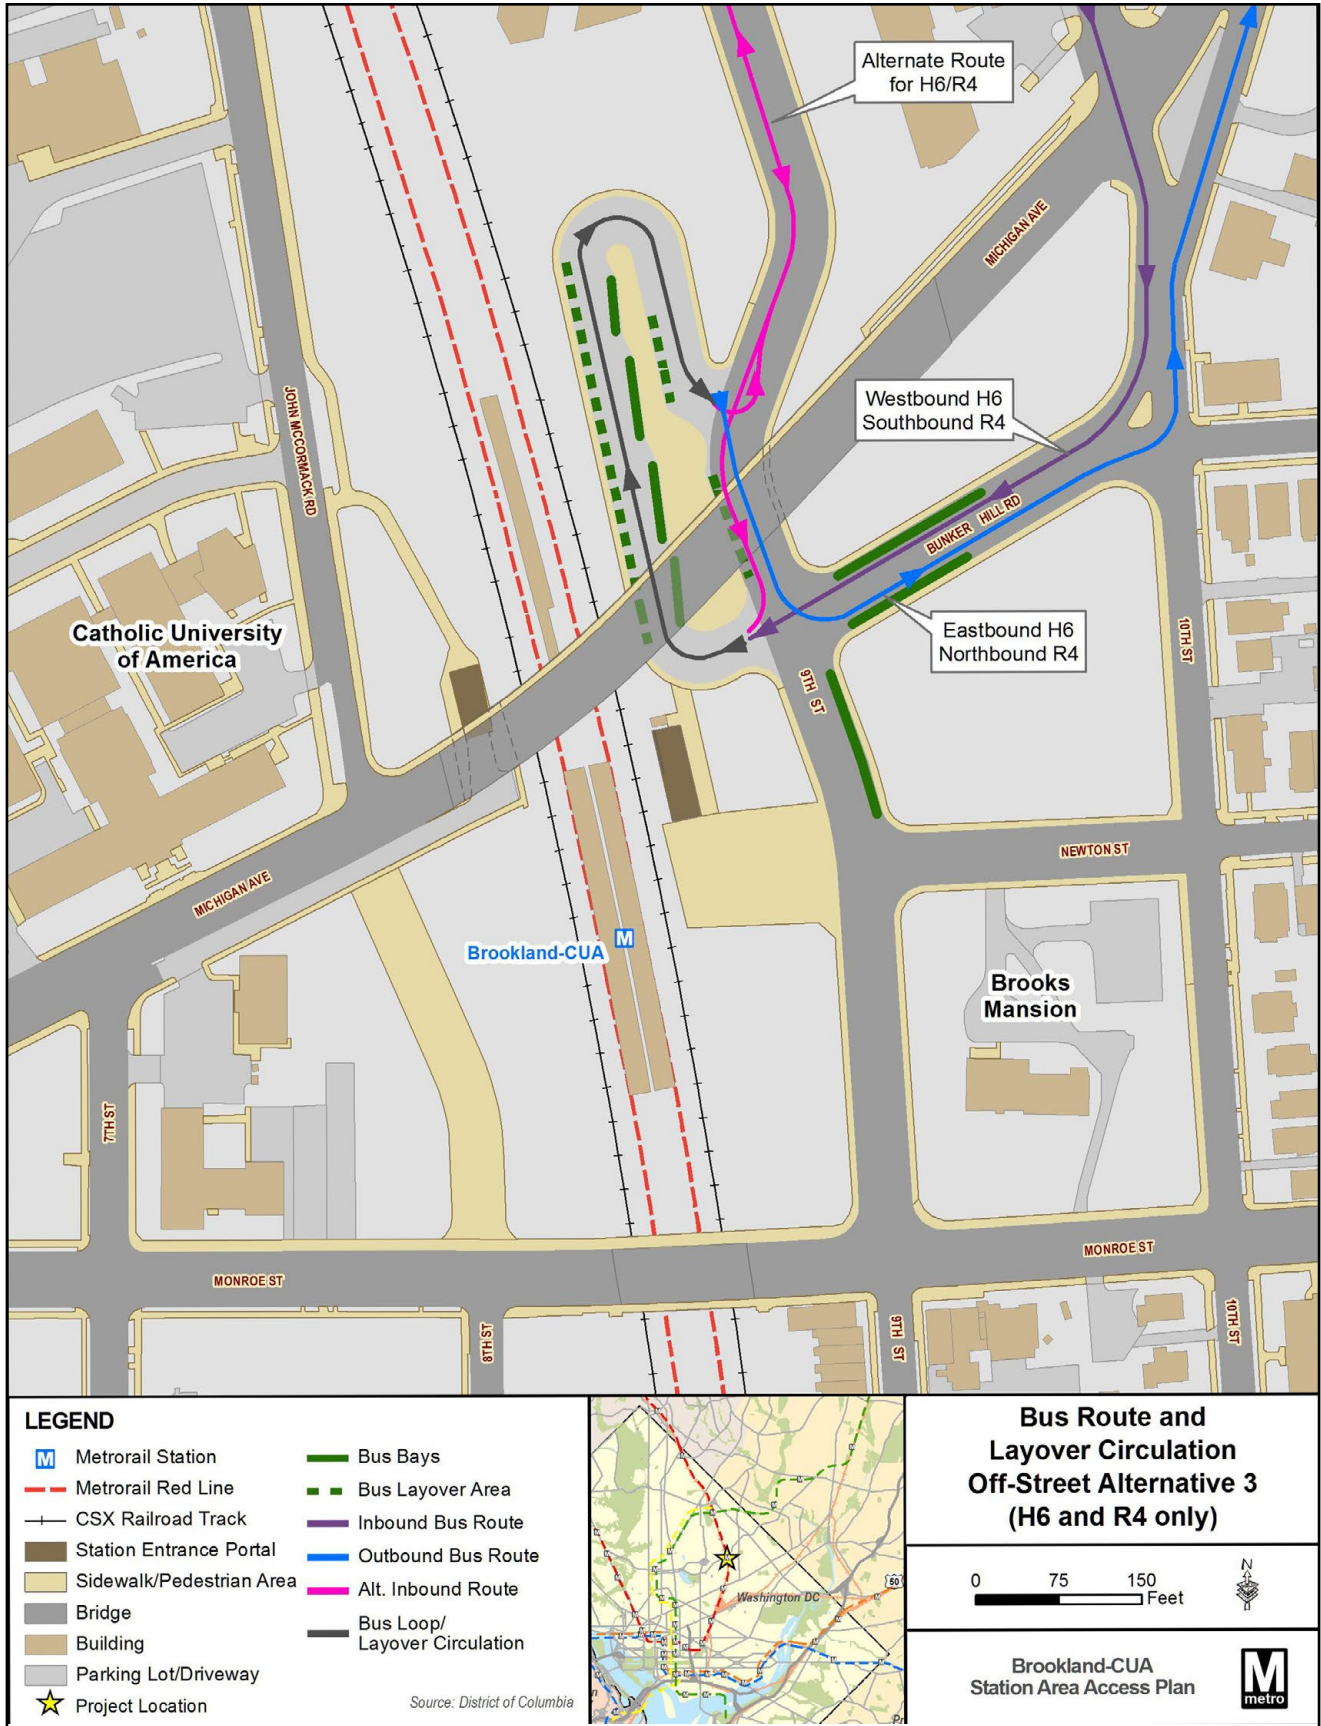 Alternate Route
for H6/R4
MICHIGAN AVE
JOHN MCCORMACK RD
Westbound H6
Southbound R4
BUNKER HILL RD
Catholic University
of America
Eastbound H6
Northbound R4
10TH ST
9TH ST
NEWTON ST
MICHIGAN AVE
Brookland-CUA
M
Brooks
Mansion
7TH ST
MONROE ST
MONROE ST
8TH ST
9TH ST
10TH ST
LEGEND
M Metrorail Station
Metrorail Red Line
CSX Railroad Track
Station Entrance Portal
Sidewalk/Pedestrian Area
Bridge
Building
Parking Lot/Driveway
Project Location
Bus Bays
Bus Layover Area
Inbound Bus Route
Outbound Bus Route
Alt. Inbound Route
Bus Loop/
Layover Circulation
Source: District of Columbia
Washington DC
50
Bus Route and
Layover Circulation
Off-Street Alternative 3
(H6 and R4 only)
0 75 150
Feet
N
Brookland-CUA
Station Area Access Plan
M
metro